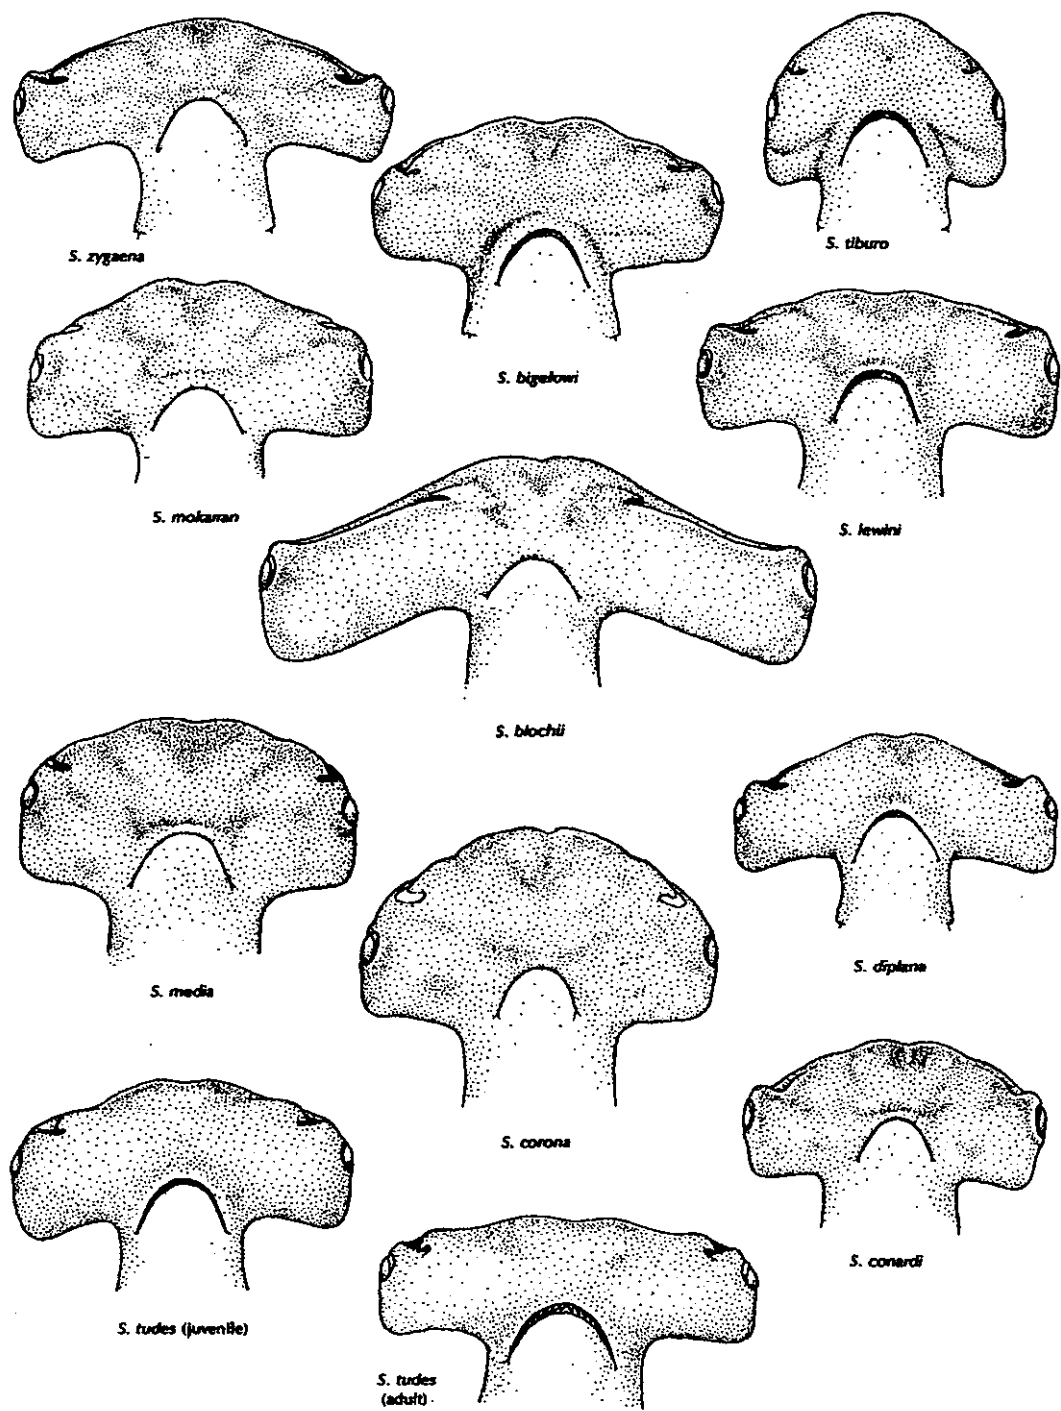 S. zygaena
S. tiburo
S. bigelowi
S. mokarran
S. lewini
S. blochii
S. media
S. diplana
S. corona
S. conardi
S. tudes (juvenile)
S. tudes
(adult)